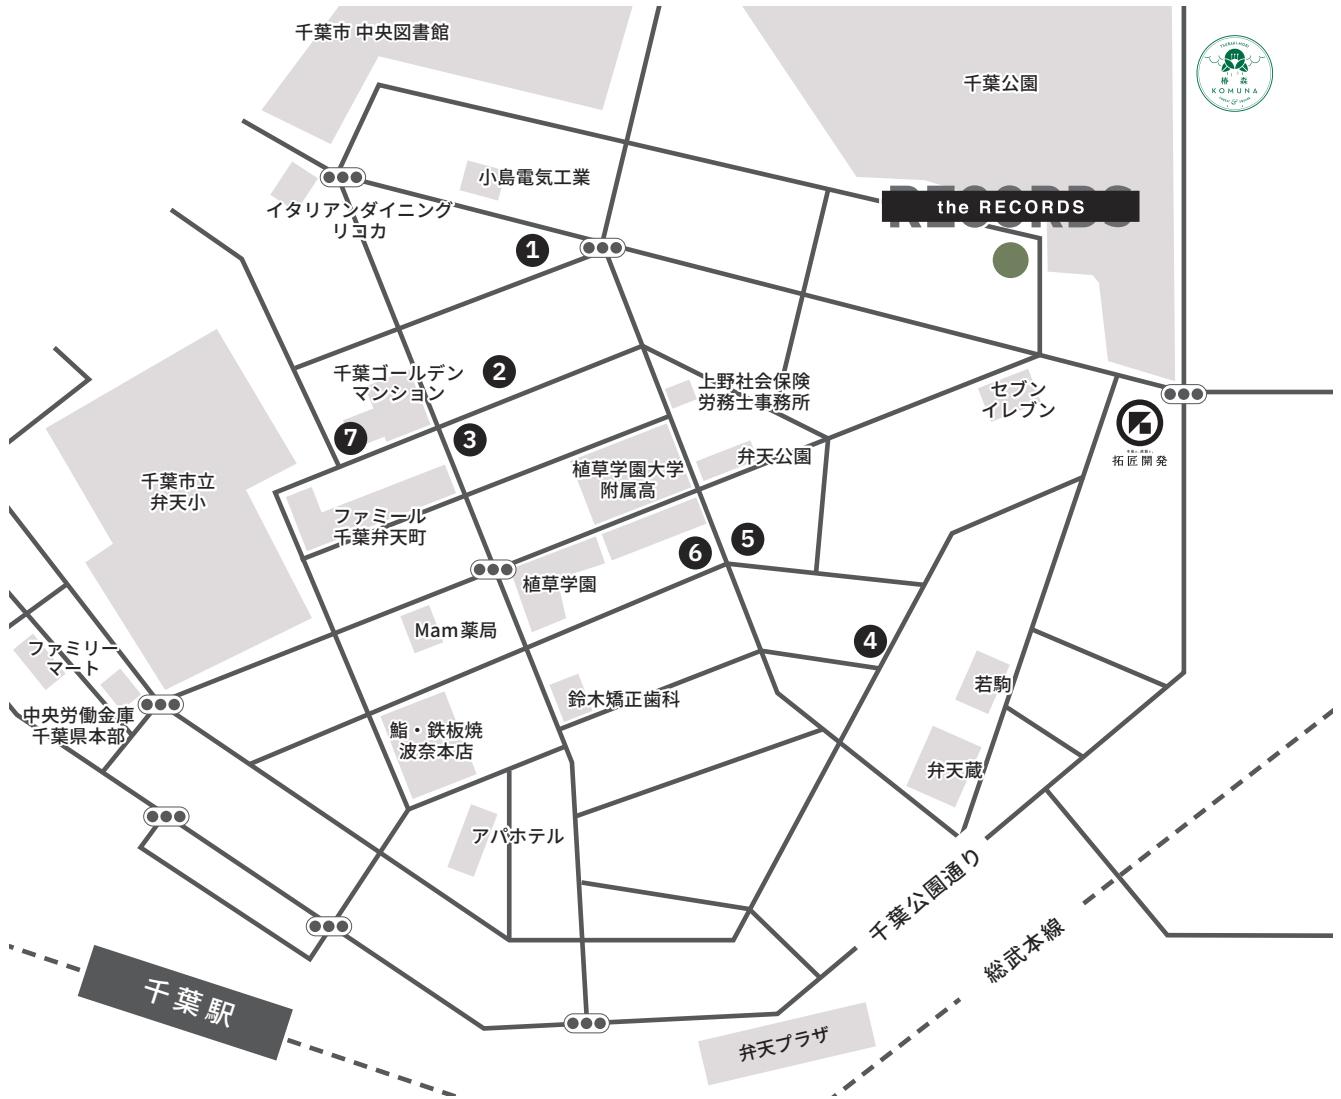 千葉市 中央図書館
千葉公園
TSUBAKI MORI
椿 森
KOMUNA
小島電気工業
イタリアンダイニング
リコカ
RECORDS
the RECORDS
1
千葉ゴールデン
マンション
2
上野社会保険
労務士事務所
セブン
イレブン
7
3
拓匠開発
弁天公園
千葉市立
弁天小
植草学園大学
附属高
ファミール
千葉弁天町
5
6
植草学園
Mam薬局
4
ファミリー
マート
若駒
鈴木矯正歯科
中央労働金庫
千葉県本部
鮨・鉄板焼
波奈本店
弁天蔵
アパホテル
千葉公園通り
総武本線
千葉駅
弁天プラザ